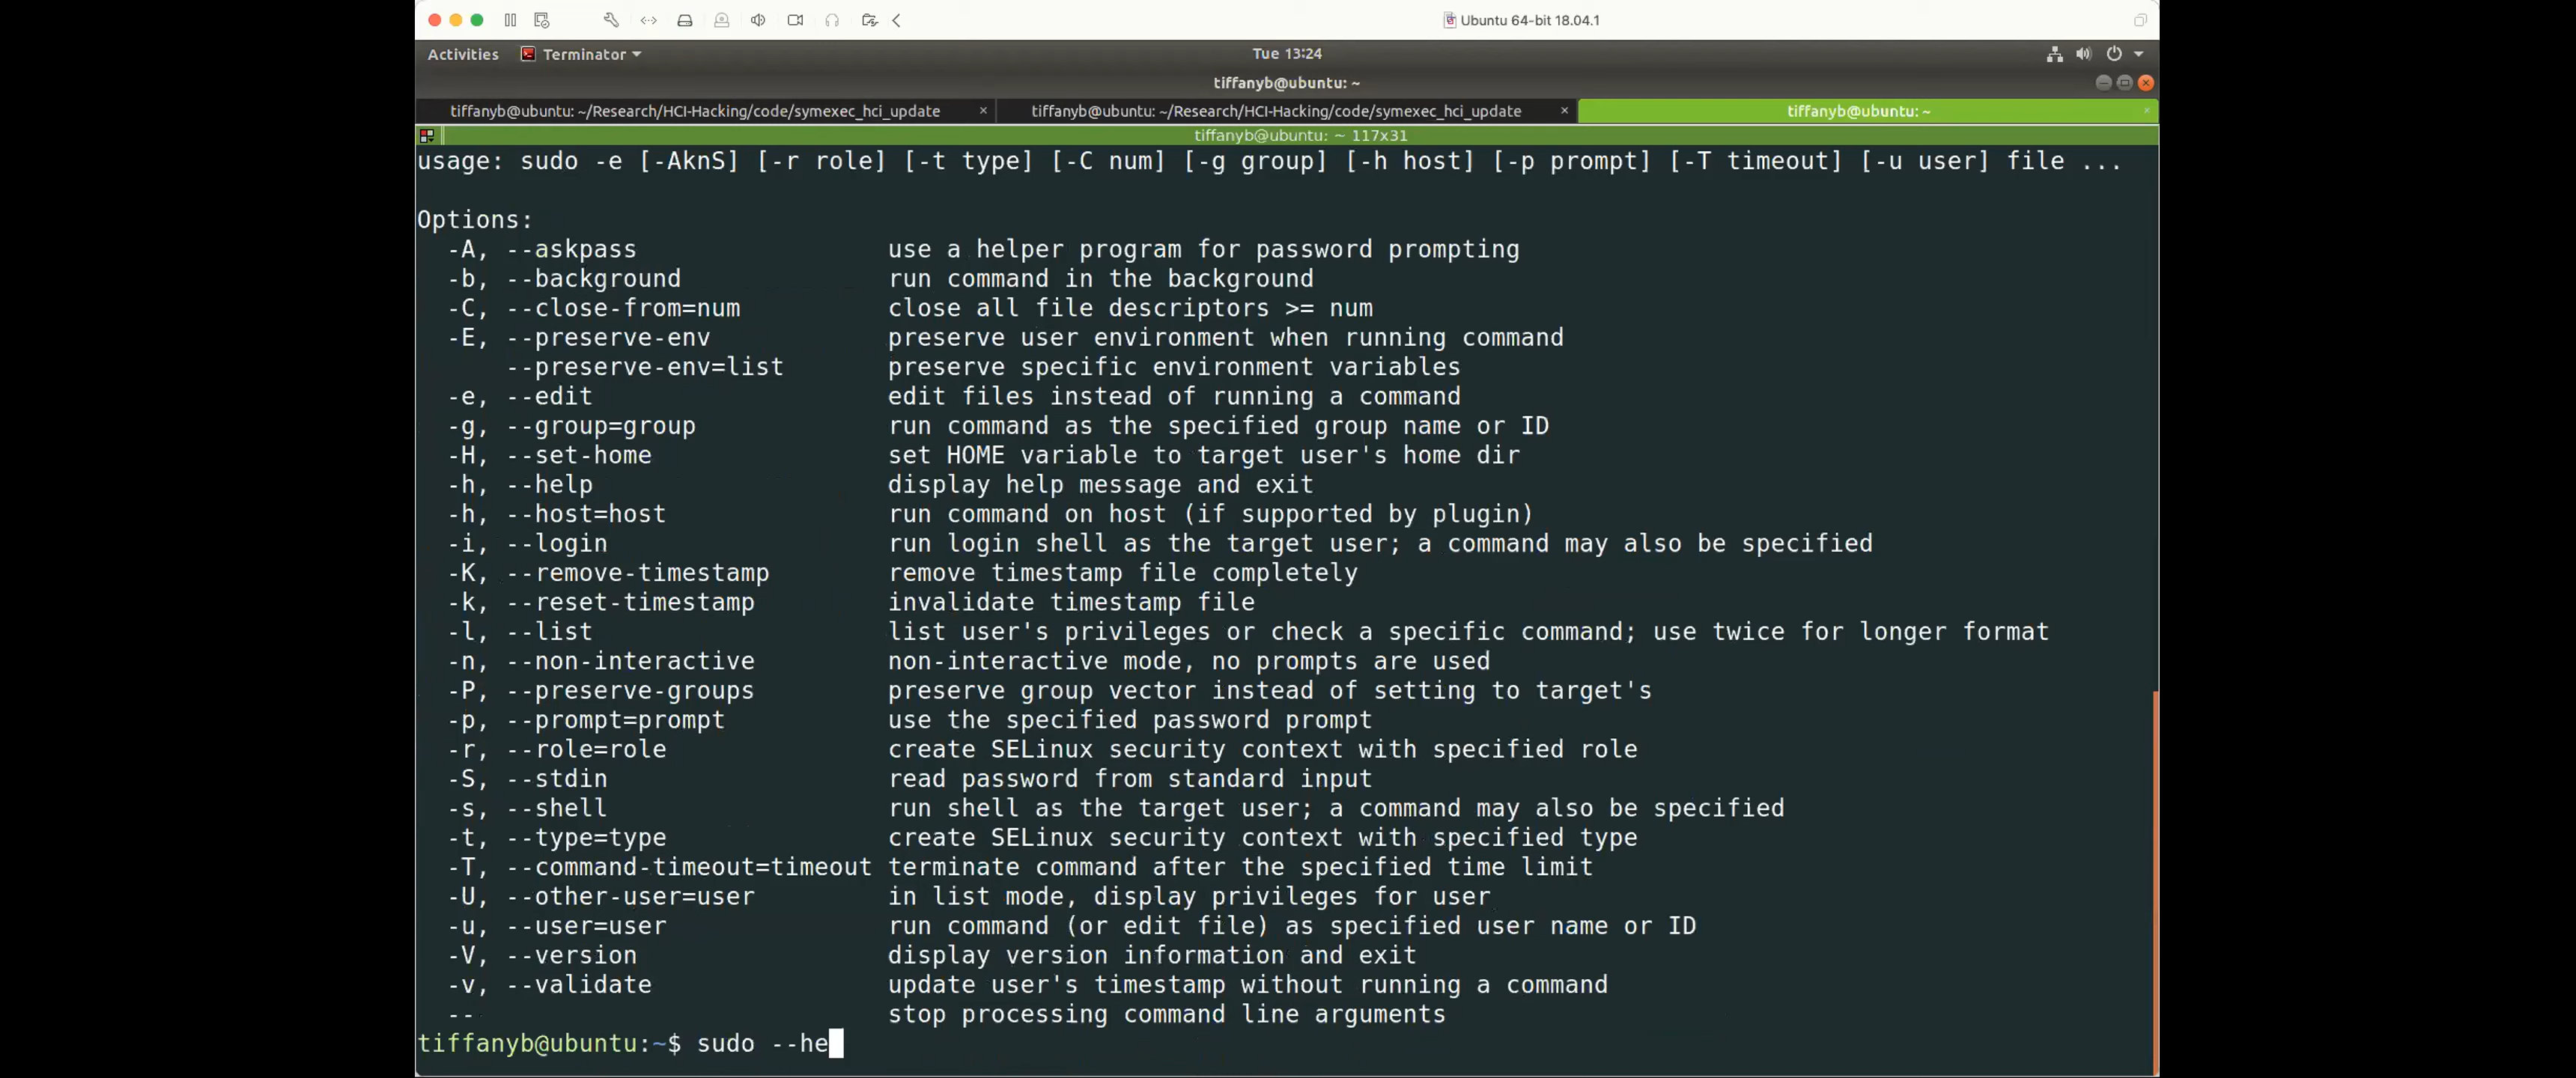 Ubuntu 64-bit 18.04.1
Activities Terminator Tue 13:24
tiffanyb@ubuntu: ~
tiffanyb@ubuntu: ~/Research/HCI-Hacking/code/symexec_hci_update × tiffanyb@ubuntu: ~/Research/HCI-Hacking/code/symexec_hci_update × tiffanyb@ubuntu: ~ ×
tiffanyb@ubuntu: ~ 117x31
usage: sudo -e [-AknS] [-r role] [-t type] [-C num] [-g group] [-h host] [-p prompt] [-T timeout] [-u user] file ...
Options:
-A, --askpass use a helper program for password prompting
-b, --background run command in the background
-C, --close-from=num close all file descriptors >= num
-E, --preserve-env preserve user environment when running command
--preserve-env=list preserve specific environment variables
-e, --edit edit files instead of running a command
-g, --group=group run command as the specified group name or ID
-H, --set-home set HOME variable to target user's home dir
-h, --help display help message and exit
-h, --host=host run command on host (if supported by plugin)
-i, --login run login shell as the target user; a command may also be specified
-K, --remove-timestamp remove timestamp file completely
-k, --reset-timestamp invalidate timestamp file
-l, --list list user's privileges or check a specific command; use twice for longer format
-n, --non-interactive non-interactive mode, no prompts are used
-P, --preserve-groups preserve group vector instead of setting to target's
-p, --prompt=prompt use the specified password prompt
-r, --role=role create SELinux security context with specified role
-S, --stdin read password from standard input
-s, --shell run shell as the target user; a command may also be specified
-t, --type=type create SELinux security context with specified type
-T, --command-timeout=timeout terminate command after the specified time limit
-U, --other-user=user in list mode, display privileges for user
-u, --user=user run command (or edit file) as specified user name or ID
-V, --version display version information and exit
-v, --validate update user's timestamp without running a command
-- stop processing command line arguments
tiffanyb@ubuntu:~$ sudo --he